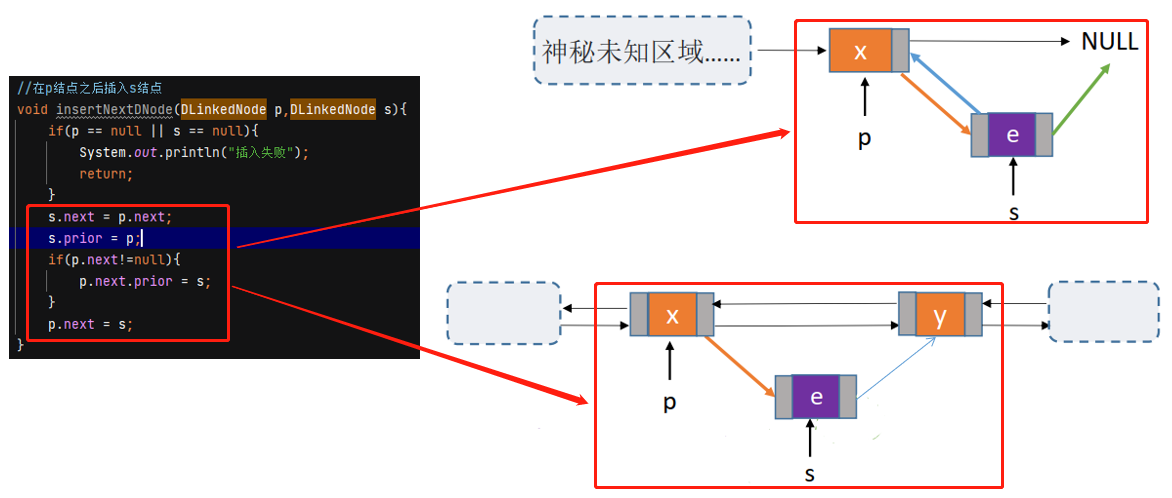 //在p结点之后插入s结点
void insertNextDNode(DLinkedNode p,DLinkedNode s){
if(p == null || s == null){
System.out.println("插入失败");
return;
}
s.next = p.next;
s.prior = p;
if(p.next!=null){
p.next.prior = s;
}
p.next = s;
}
神秘未知区域......
x
NULL
p
e
s
x
y
p
e
s